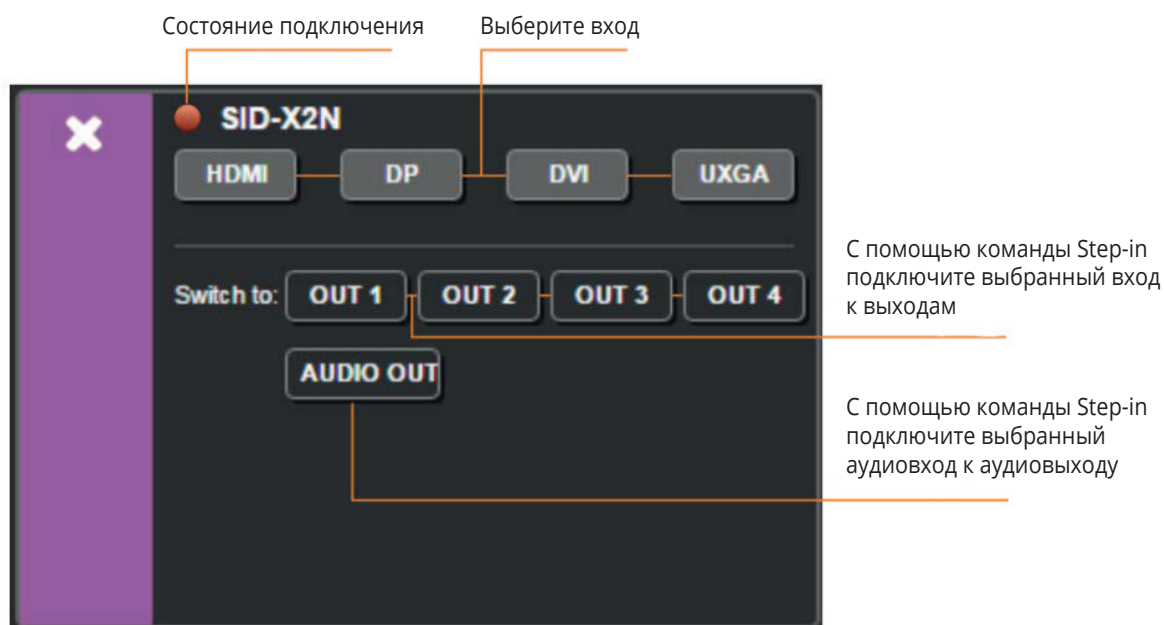 Состояние подключения
Выберите вход
SID-X2N
HDMI DP DVI UXGA
Switch to: OUT 1 OUT 2 OUT 3 OUT 4
AUDIO OUT
С помощью команды Step-in
подключите выбранный вход
к выходам
С помощью команды Step-in
подключите выбранный
аудиовход к аудиовыходу